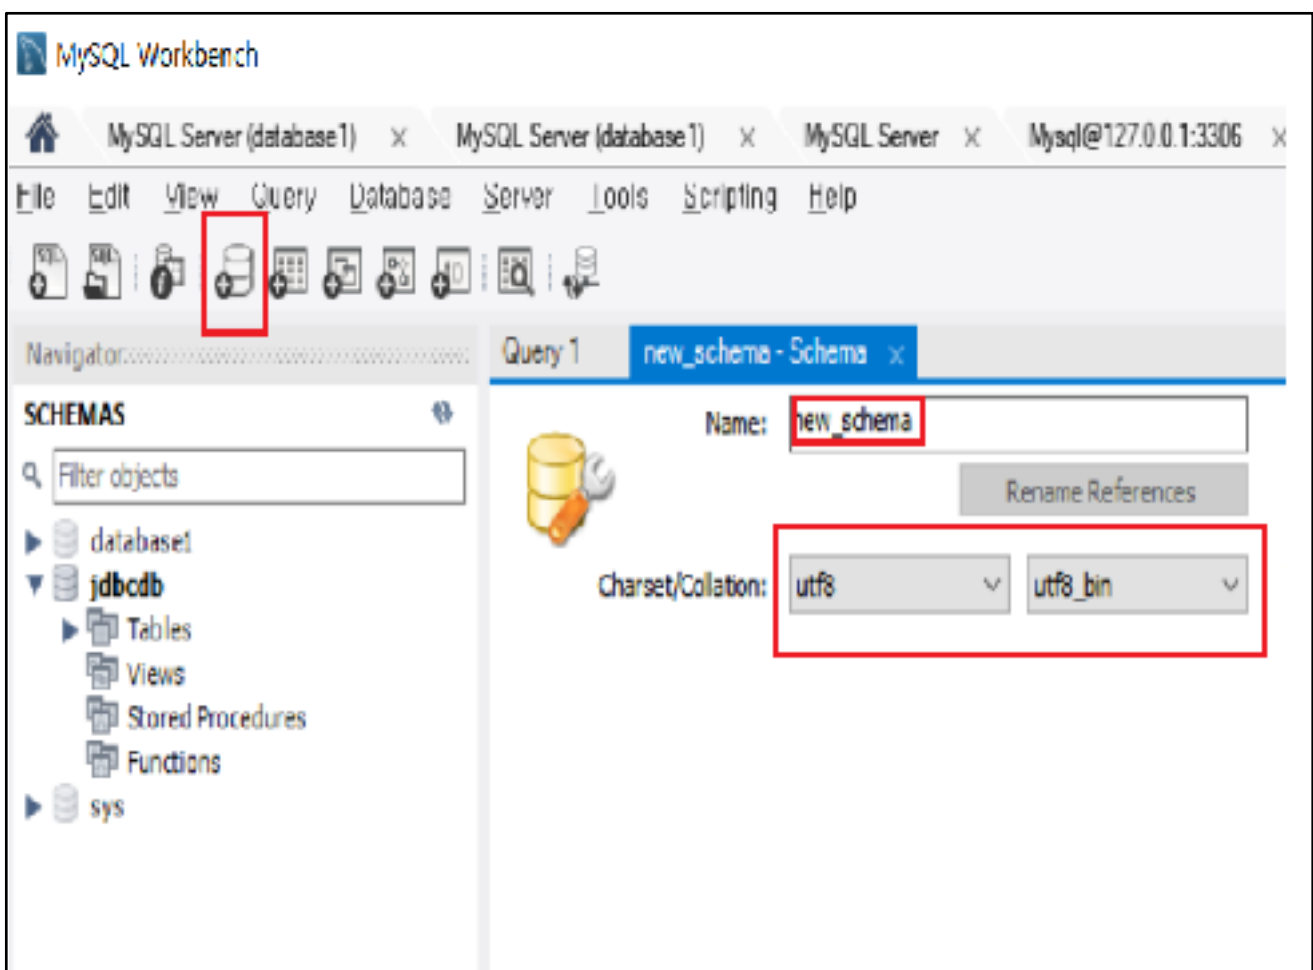 MySQL Workbench
MySQL Server (database1) × MySQL Server (database1) × MySQL Server × Mysql@127.0.0.1:3306 ×
File Edit View Query Database Server Tools Scripting Help
Navigator
Query 1 new_schema - Schema ×
SCHEMAS
Name: new_schema
Filter objects
Rename References
database1
jdbcdb
Charset/Collation: utf8 utf8_bin
Tables
Views
Stored Procedures
Functions
sys